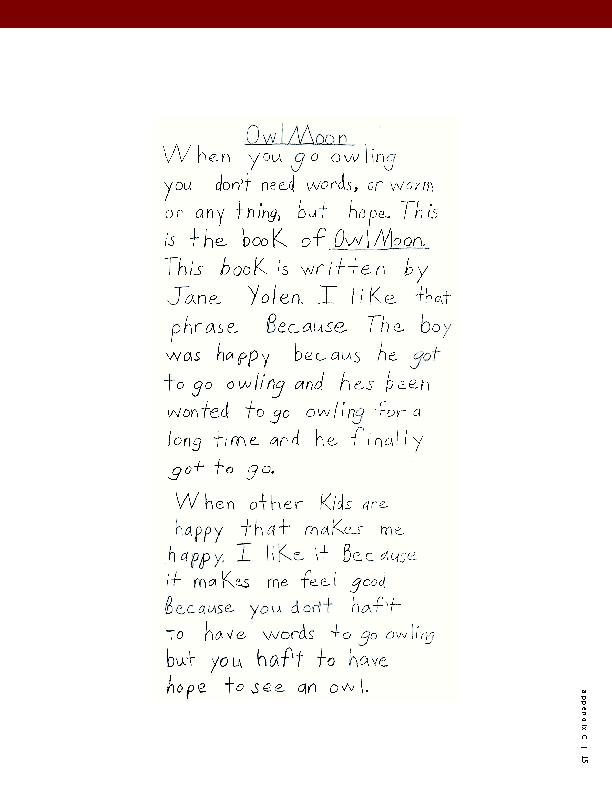 Owl Moon
When you go owling
you don't need words, or worm
or any tning, but hope. This
is the book of Owl Moon.
This book is written by
Jane Yolen. I like that
phrase Because The boy
was happy becaus he got
to go owling and hes been
wonted to go owling for a
long time and he finally
got to go.
When other Kids are
happy that makes me
happy. I like it Because
it makes me feel good
Because you don't haf't
to have words to go owling
but you haf't to have
hope to see an owl.
appendix C | 15